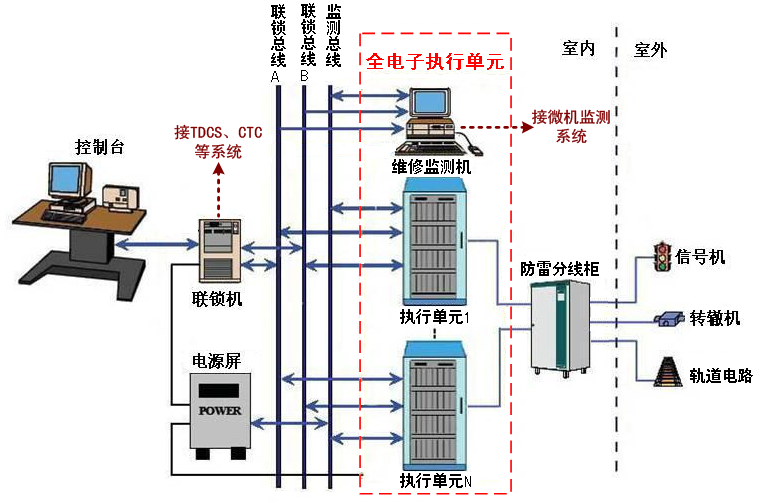 联锁总线A
联锁总线B
监测总线
全电子执行单元
室内
室外
接TDCS、CTC
等系统
接微机监测
系统
控制台
维修监测机
联锁机
执行单元1
防雷分线柜
信号机
转辙机
轨道电路
电源屏
POWER
执行单元N